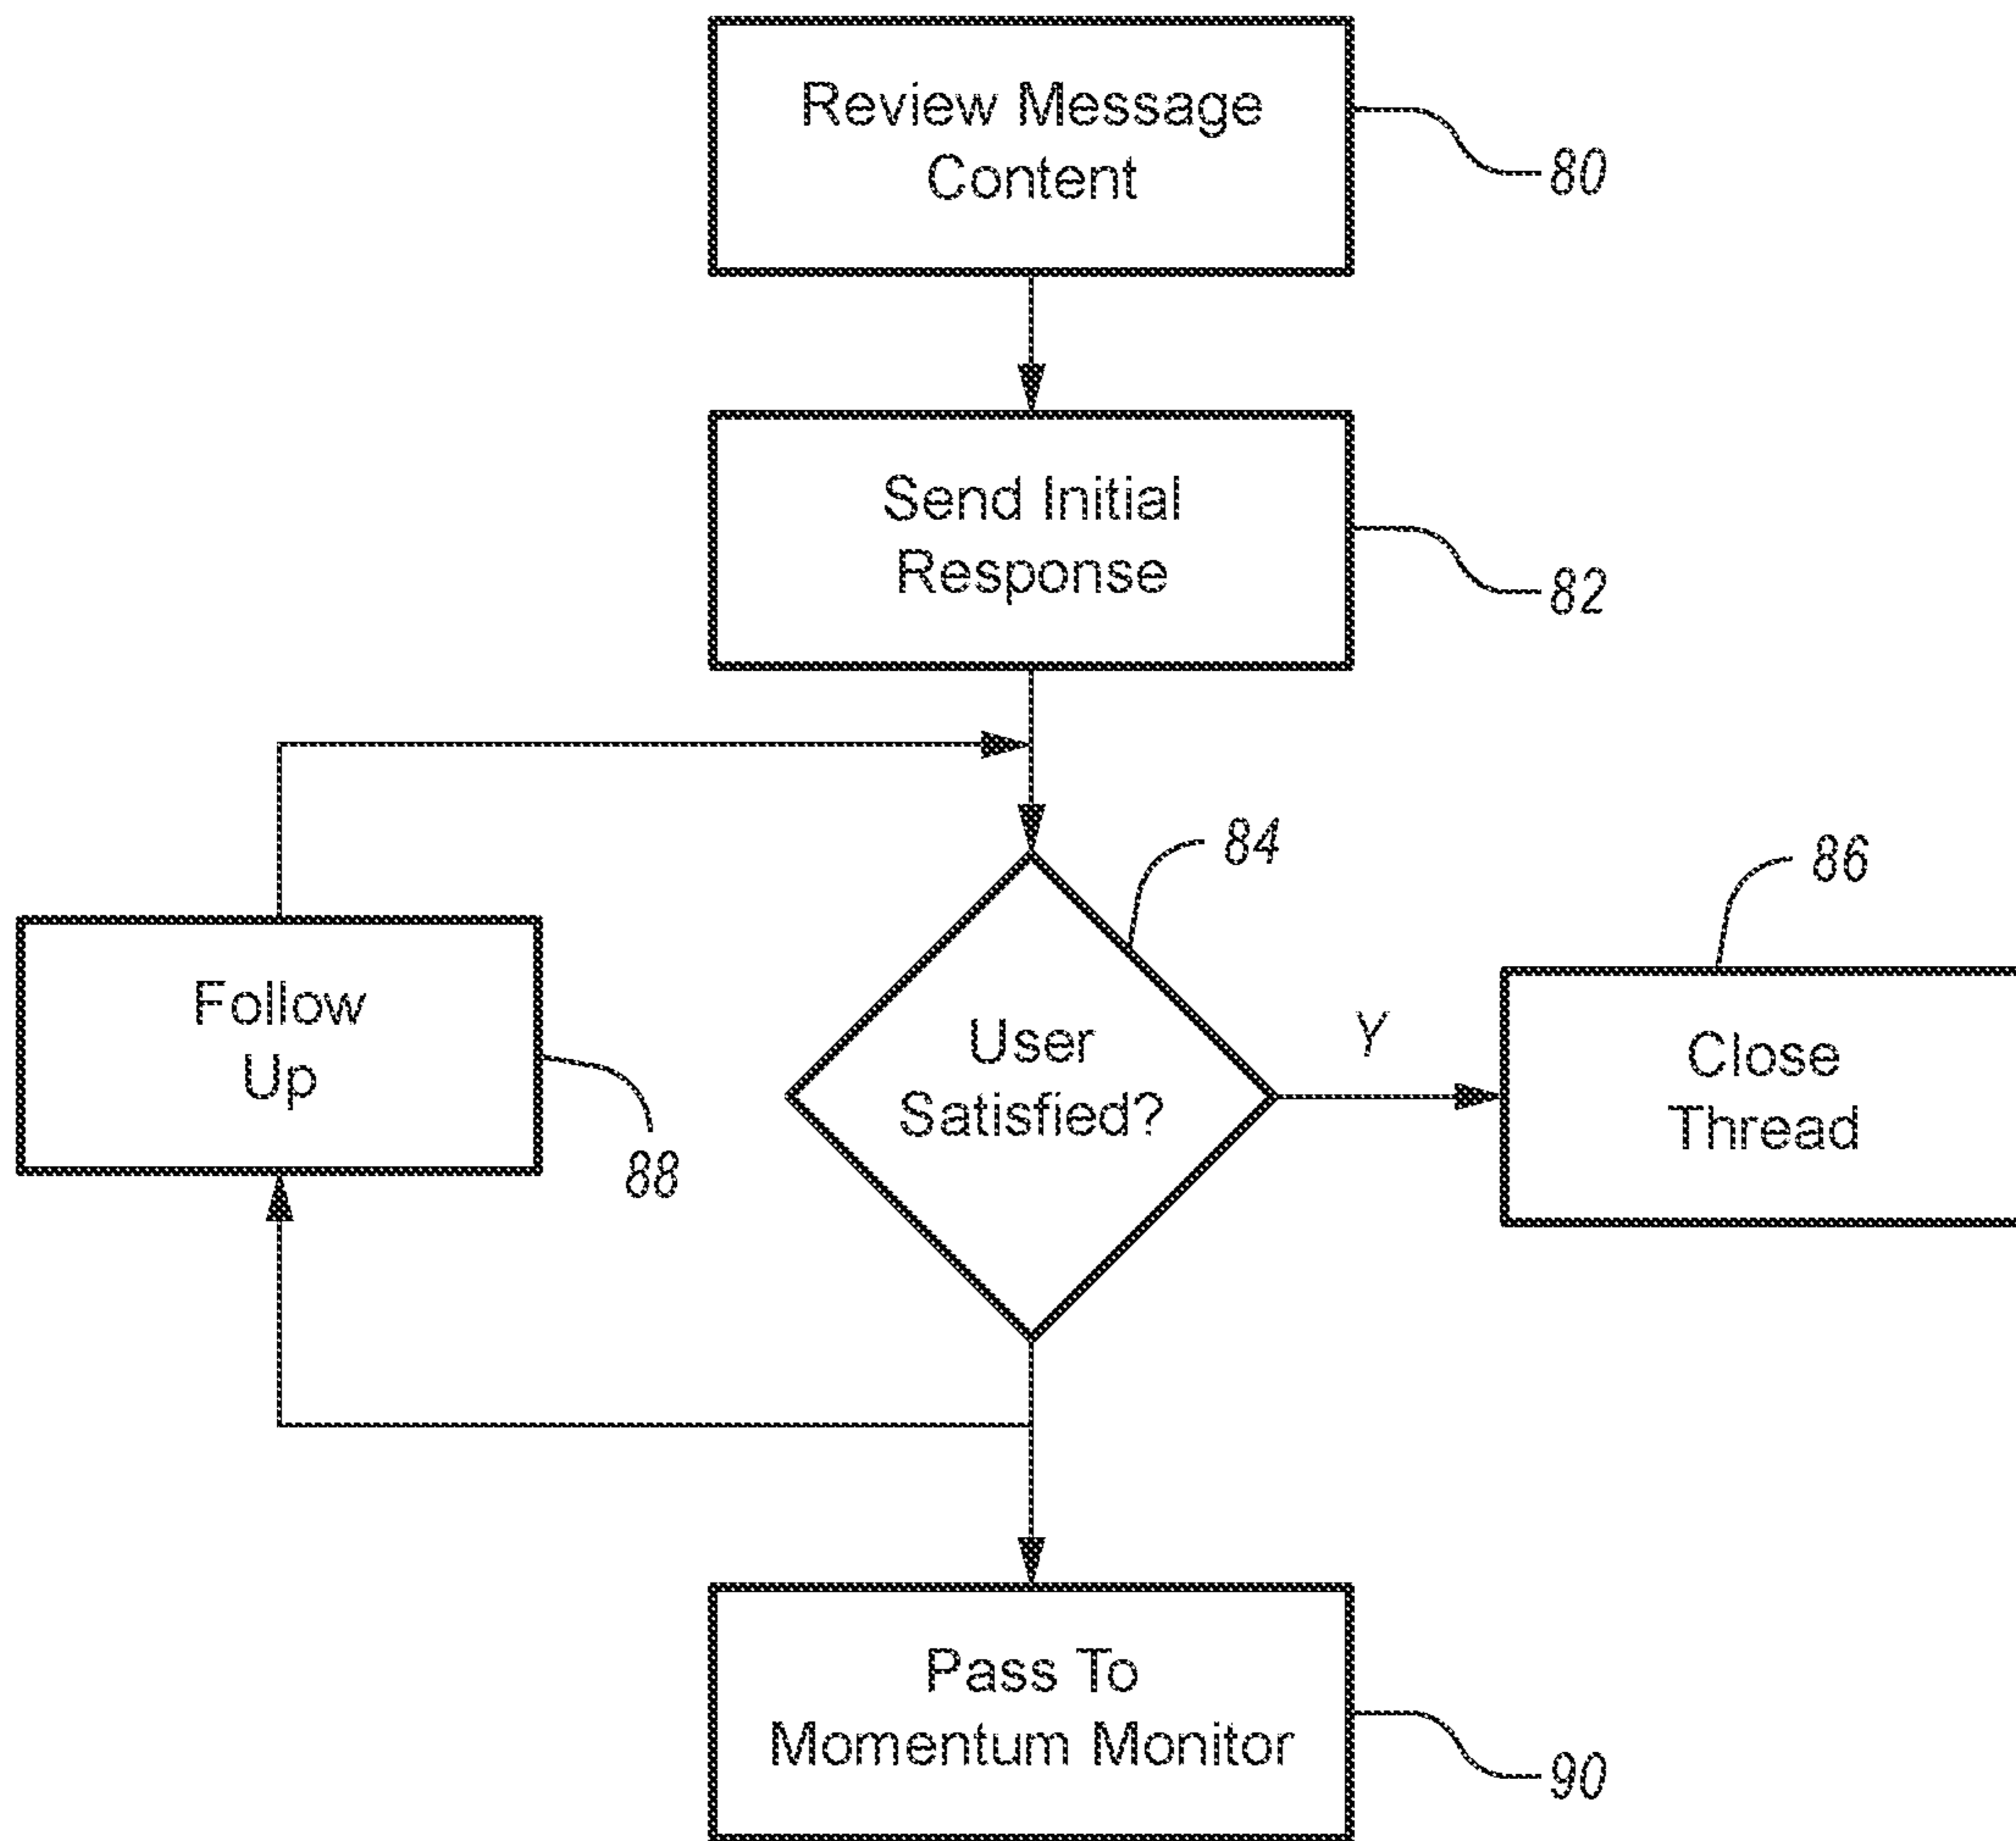 Review Message
Content
80
Send Initial
Response
82
84
86
Follow
Up
88
User
Satisfied?
Y
Close
Thread
Pass To
Momentum Monitor
90